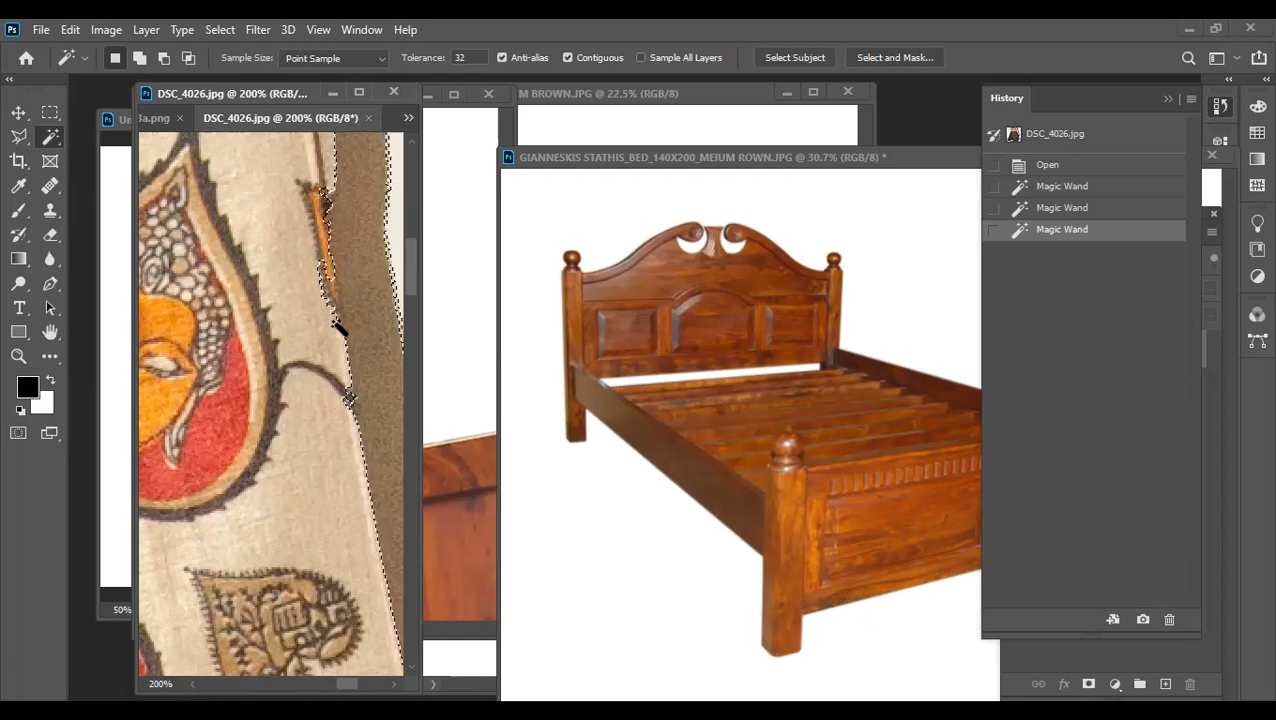 Ps File Edit Image Layer Type Select Filter 3D View Window Help
Sample Size: Point Sample Tolerance: 32 Anti-alias Contiguous Sample All Layers Select Subject Select and Mask...
DSC_4026.jpg @ 200% (RGB/...
M BROWN.JPG @ 22.5% (RGB/8)
History
Ba.png × DSC_4026.jpg @ 200% (RGB/8*) ×
DSC_4026.jpg
GIANNESKIS STATHIS_BED_140X200_MEIUM ROWN.JPG @ 30.7% (RGB/8) *
Open
Magic Wand
Magic Wand
Magic Wand
50%
200%
fx